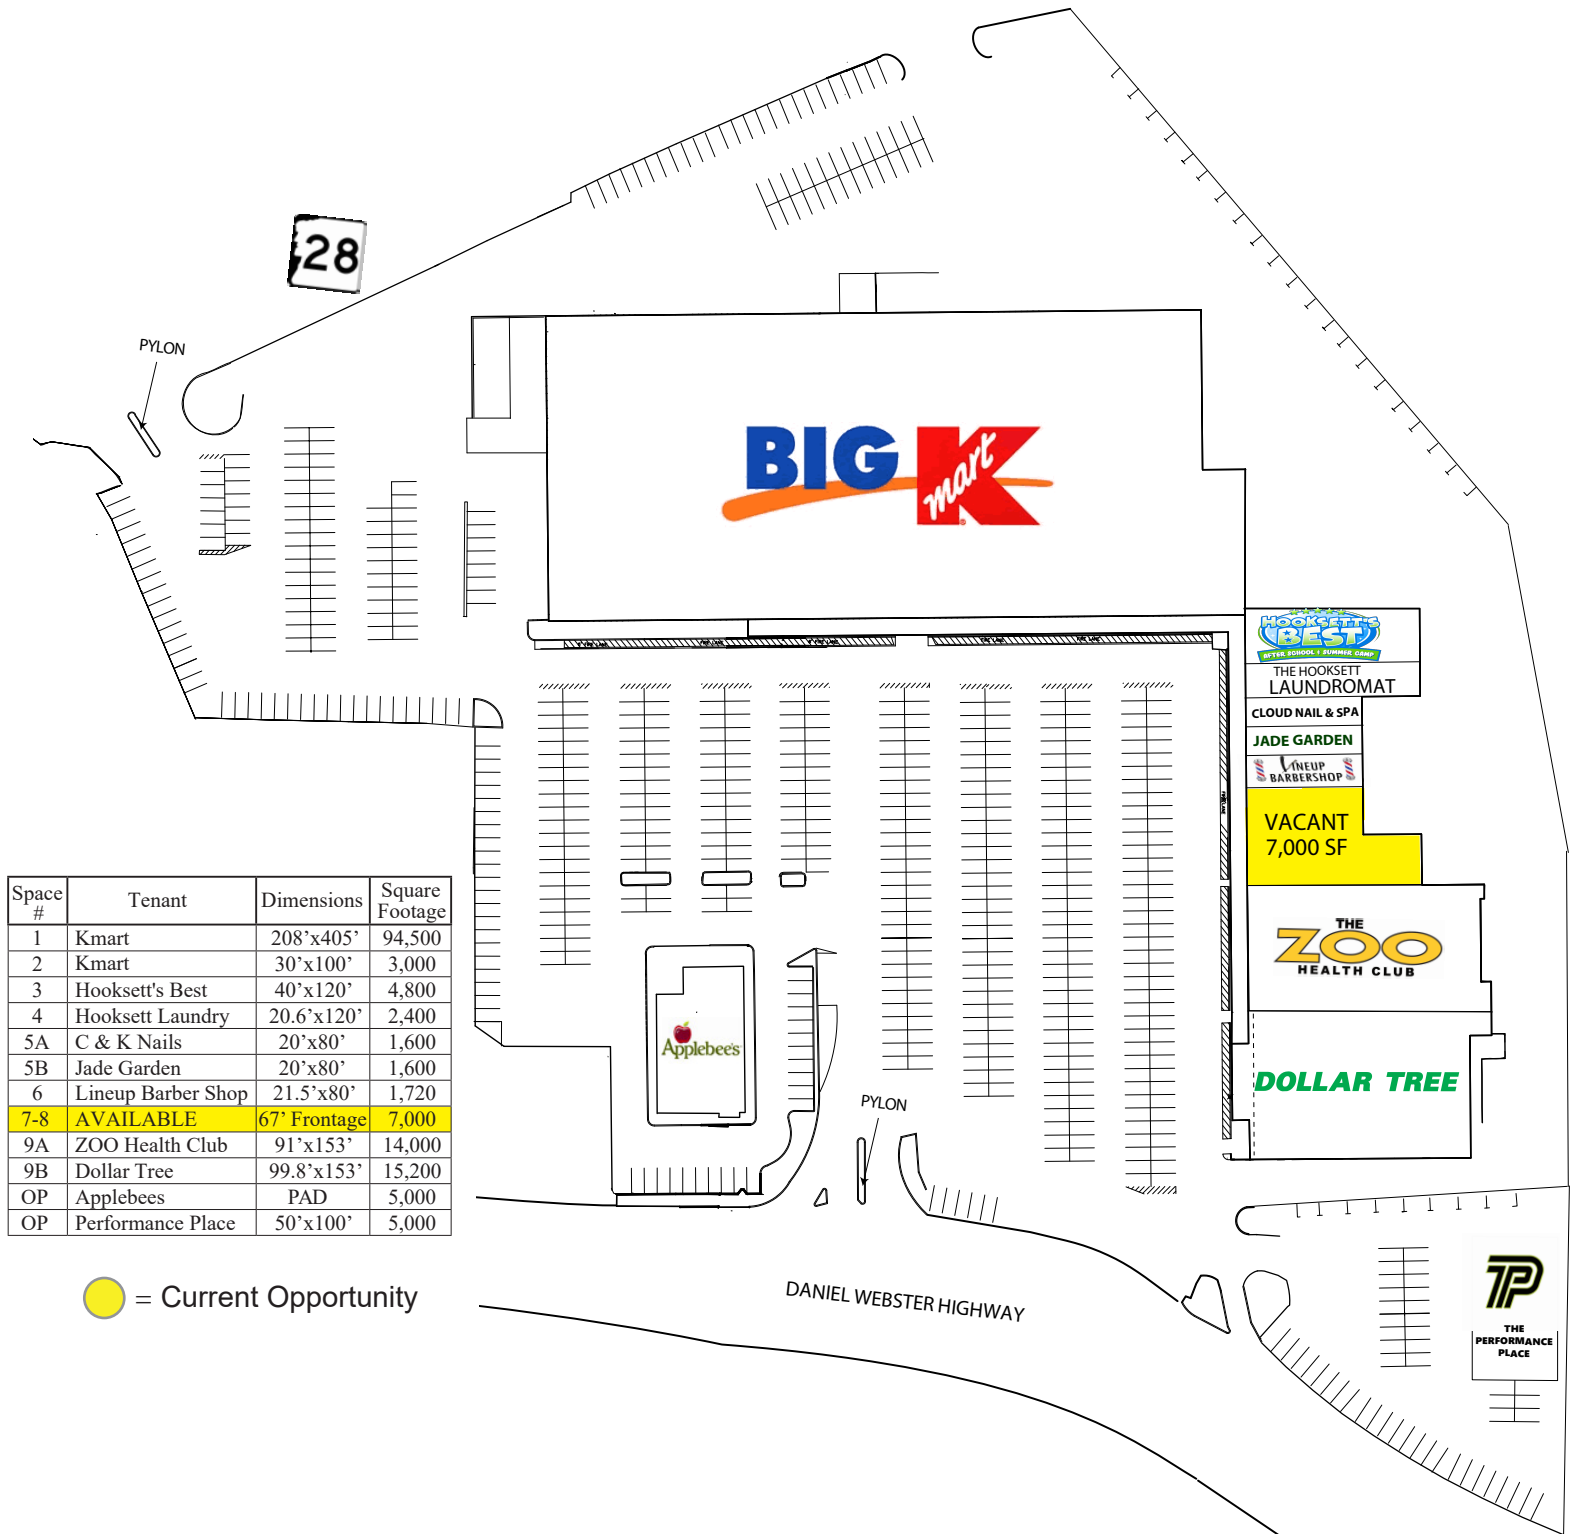 28
PYLON
BIG K
mart
FIRE LANE
HOOKSETT'S
BEST
AFTER SCHOOL & SUMMER CAMP
THE HOOKSETT
LAUNDROMAT
CLOUD NAIL & SPA
JADE GARDEN
LINEUP
BARBERSHOP
VACANT
7,000 SF
THE
ZOO
HEALTH CLUB
DOLLAR TREE
Applebee's
PYLON
DANIEL WEBSTER HIGHWAY
TP
THE
PERFORMANCE
PLACE
Space # Tenant Dimensions Square Footage
1 Kmart 208’x405’ 94,500
2 Kmart 30’x100’ 3,000
3 Hooksett's Best 40’x120’ 4,800
4 Hooksett Laundry 20.6’x120’ 2,400
5A C & K Nails 20’x80’ 1,600
5B Jade Garden 20’x80’ 1,600
6 Lineup Barber Shop 21.5’x80’ 1,720
7-8 AVAILABLE 67’ Frontage 7,000
9A ZOO Health Club 91’x153’ 14,000
9B Dollar Tree 99.8’x153’ 15,200
OP Applebees PAD 5,000
OP Performance Place 50’x100’ 5,000
= Current Opportunity